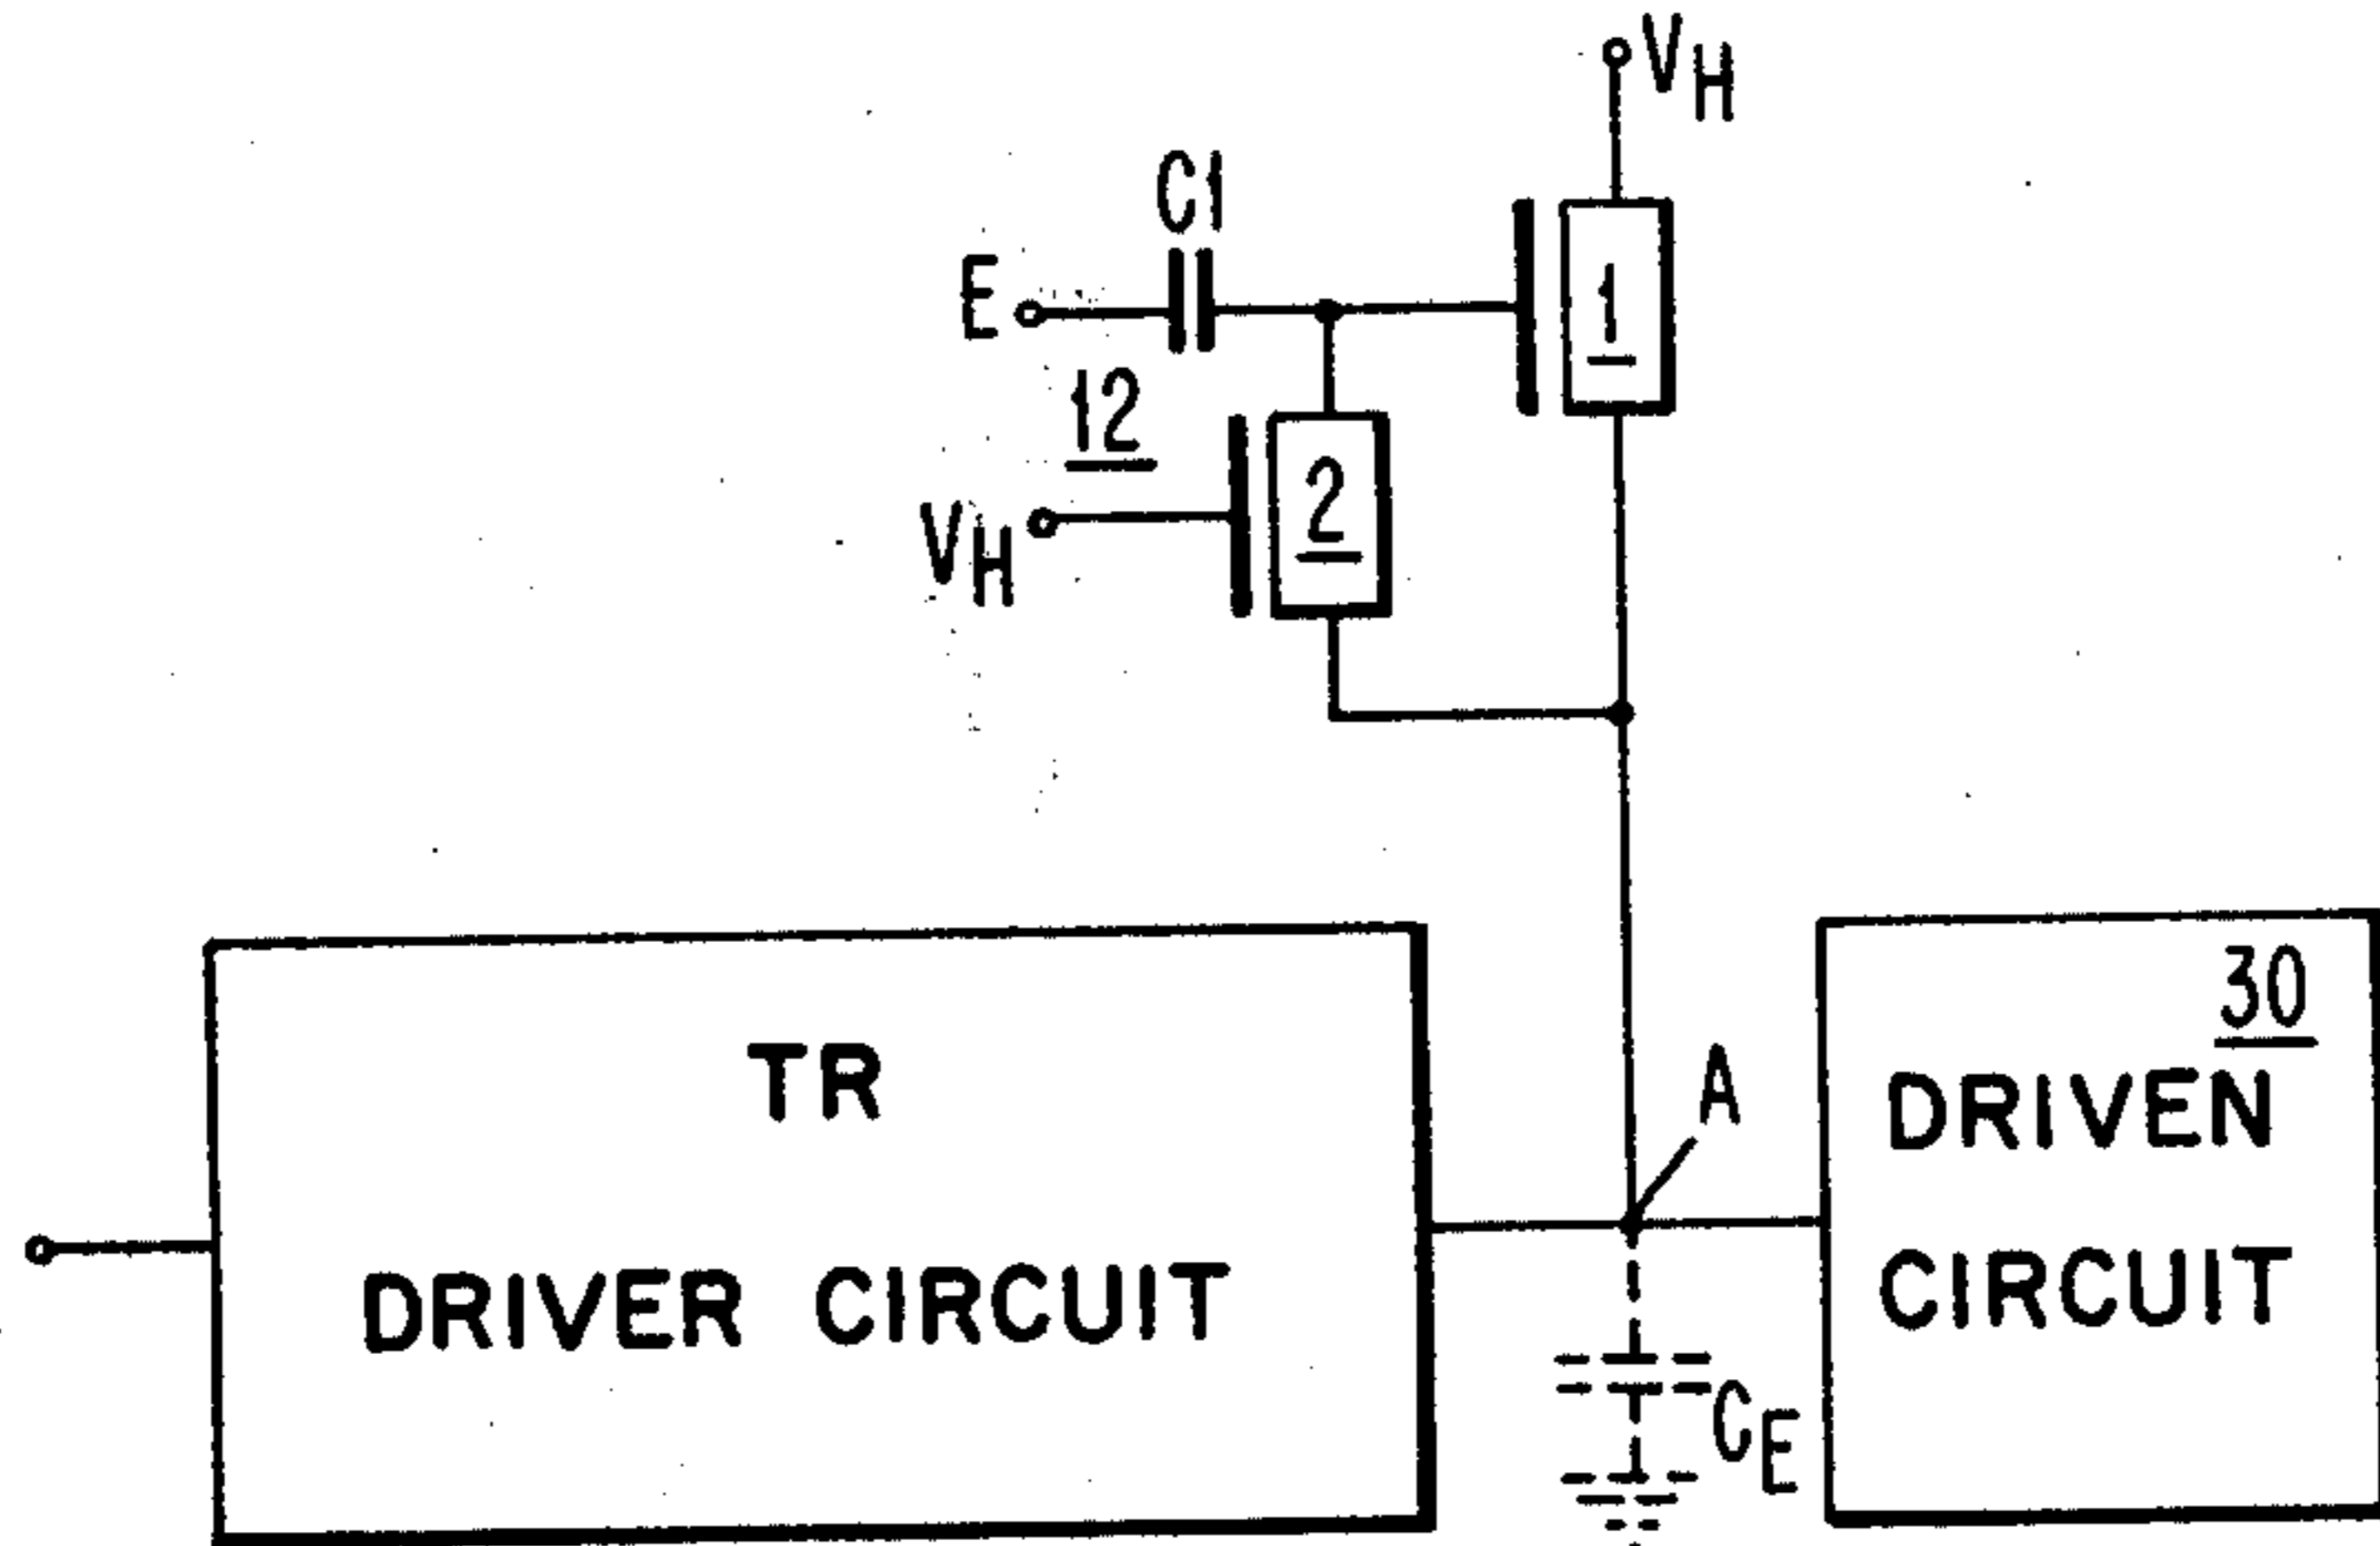 VH
C1
E
1
12
2
VH
TR
DRIVER CIRCUIT
A
30
DRIVEN
CIRCUIT
CE